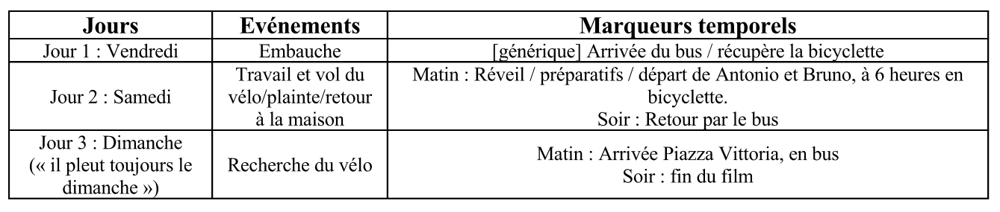 Jours
Evénements
Marqueurs temporels
Jour 1 : Vendredi
Embauche
[générique] Arrivée du bus / récupère la bicyclette
Jour 2 : Samedi
Travail et vol du
vélo/plainte/retour
à la maison
Matin : Réveil / préparatifs / départ de Antonio et Bruno, à 6 heures en
bicyclette.
Soir : Retour par le bus
Jour 3 : Dimanche
(« il pleut toujours le
dimanche »)
Recherche du vélo
Matin : Arrivée Piazza Vittoria, en bus
Soir : fin du film